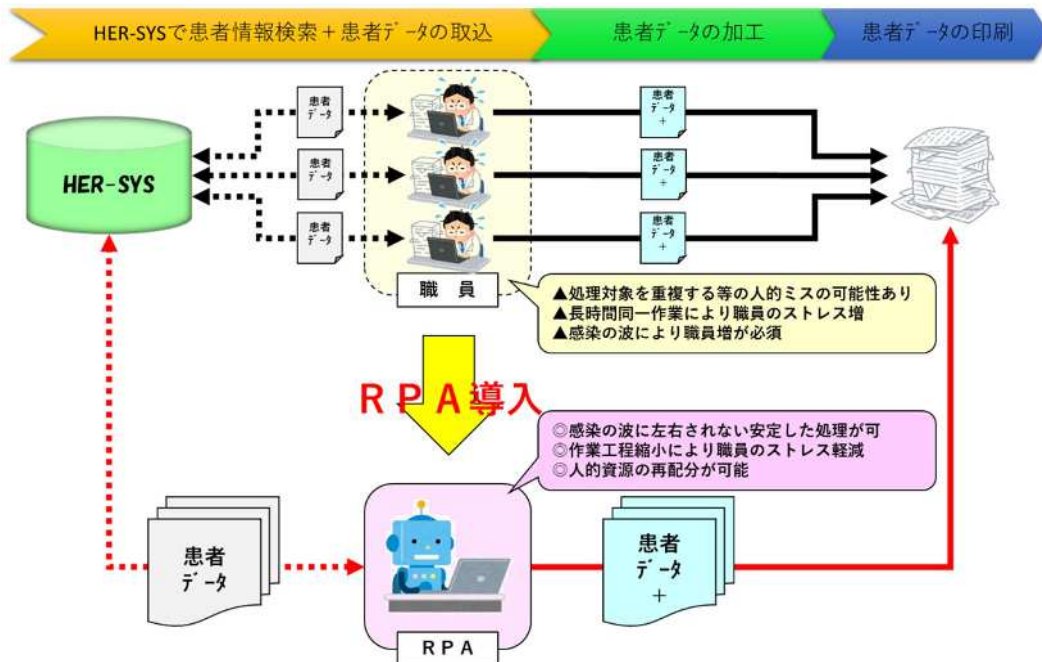 HER-SYSで患者情報検索+患者データの取込
患者データの加工
患者データの印刷
患者
データ
患者
データ
+
HER-SYS
患者
データ
患者
データ
+
患者
データ
患者
データ
+
職 員
▲処理対象を重複する等の人的ミスの可能性あり
▲長時間同一作業により職員のストレス増
▲感染の波により職員増が必須
RPA導入
◎感染の波に左右されない安定した処理が可
◎作業工程縮小により職員のストレス軽減
◎人的資源の再配分が可能
患者
データ
患者
データ
+
RPA